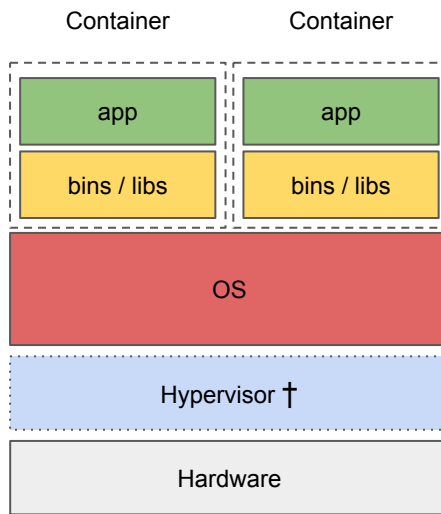 Container Container
app app
bins / libs bins / libs
OS
Hypervisor †
Hardware